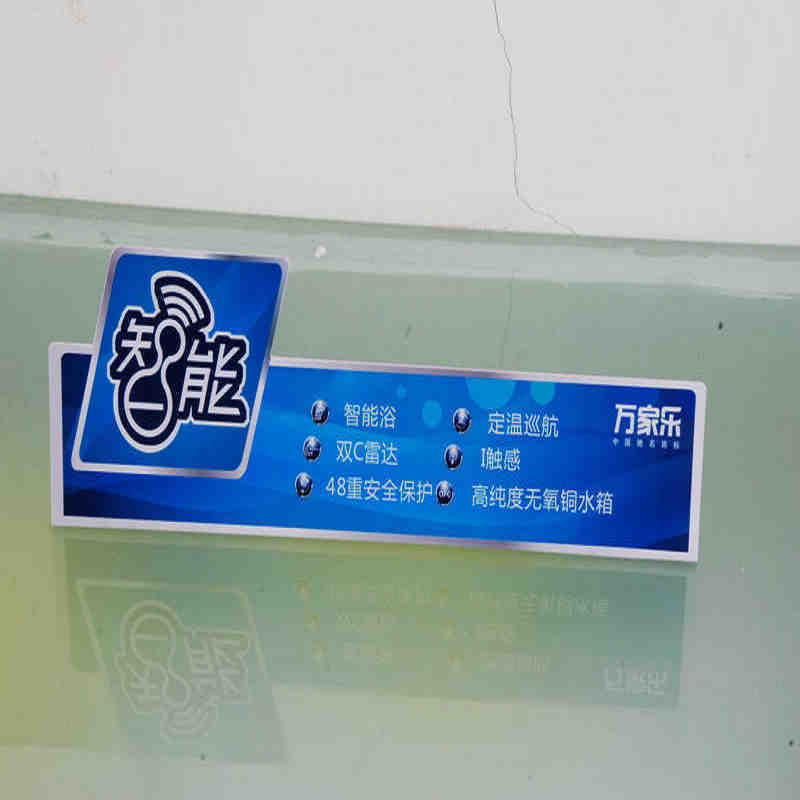 智能
智能浴
定温巡航
双C雷达
I触感
48重安全保护
高纯度无氧铜水箱
万家乐